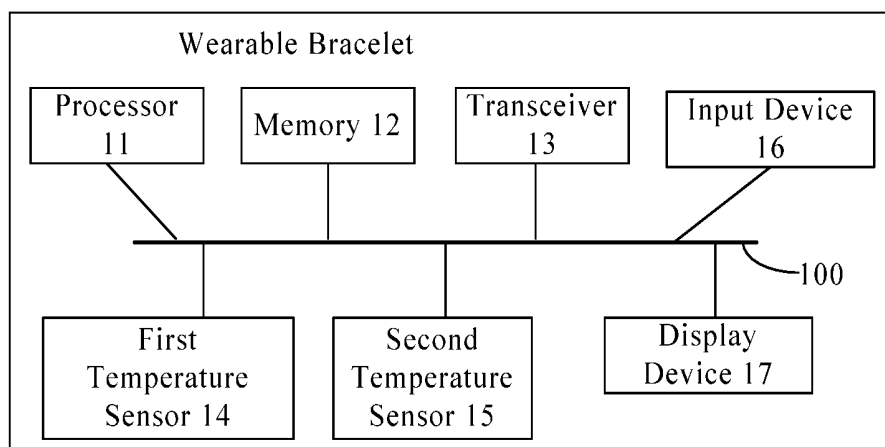 Wearable Bracelet
Processor
11
Memory 12
Transceiver
13
Input Device
16
100
First
Temperature
Sensor 14
Second
Temperature
Sensor 15
Display
Device 17